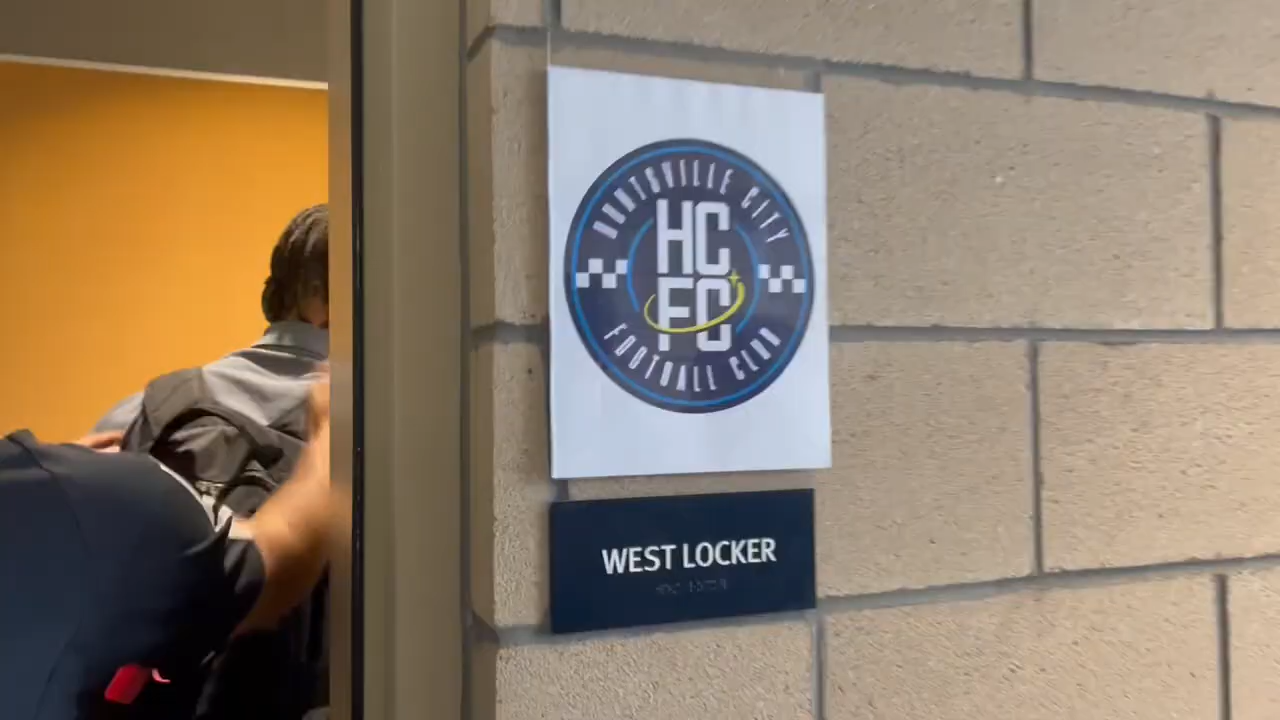 HUNTSVILLE CITY
HC
FC
FOOTBALL CLUB
WEST LOCKER